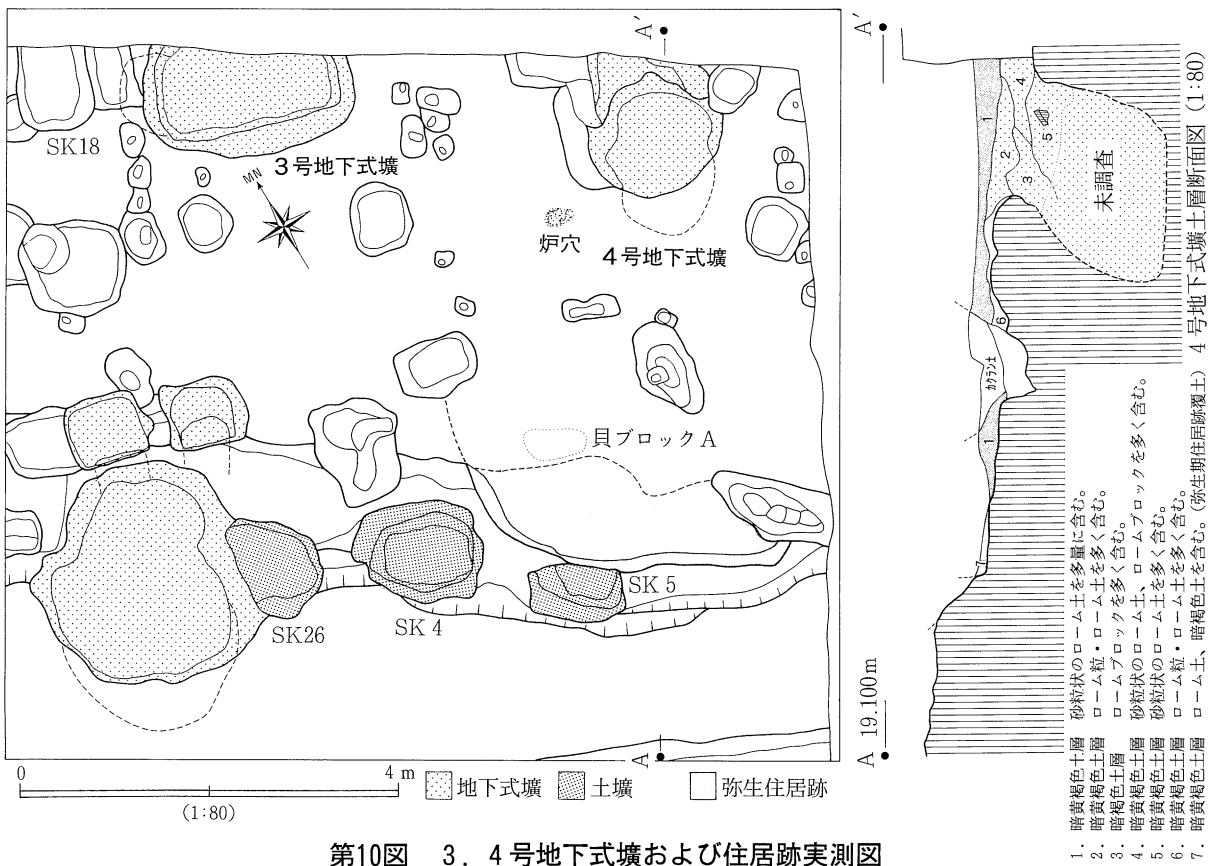 A'
A'
SK18
3号地下式壙
MN
炉穴
4号地下式壙
貝ブロックA
SK5
SK4
SK26
A
A 19.100m
0 4m
(1:80)
地下式壙 土壙 弥生住居跡
1
2
3
4
5
6
1
カクラン土
未調査
4号地下式壙土層断面図 (1:80)
1. 暗黄褐色土層 砂粒状のローム土を多量に含む。
2. 暗黄褐色土層 ローム粒・ローム土を多く含む。
3. 暗褐色土層 ロームブロックを多く含む。
4. 暗黄褐色土層 砂粒状のローム土、ロームブロックを多く含む。
5. 暗黄褐色土層 砂粒状のローム土を多く含む。
6. 暗黄褐色土層 ローム粒・ローム土を多く含む。
7. 暗黄褐色土層 ローム土、暗褐色土を含む。(弥生期住居跡覆土)
第10図 3.4号地下式壙および住居跡実測図